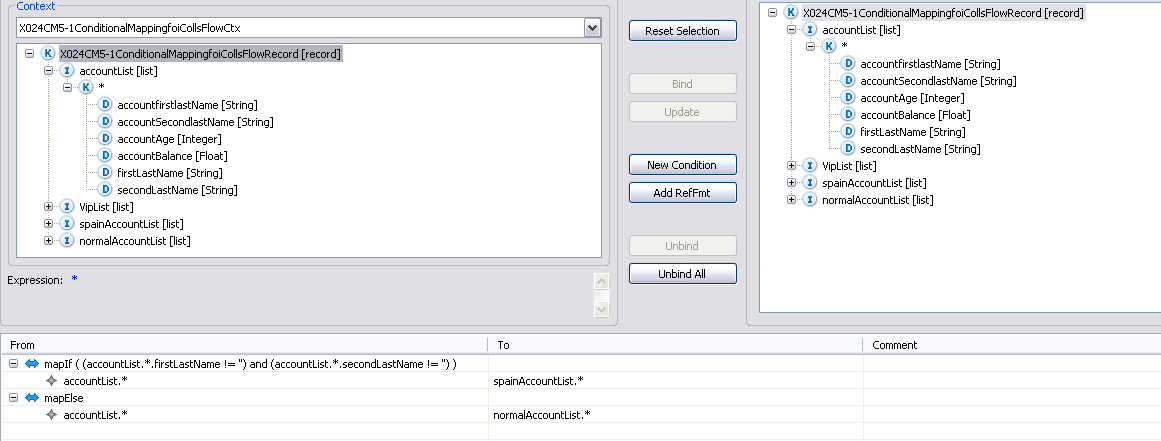 Context
X024CM5-1ConditionalMappingfoiCollsFlowCtx
X024CM5-1ConditionalMappingfoiCollsFlowRecord [record]
accountList [list]
*
accountfirstlastName [String]
accountSecondlastName [String]
accountAge [Integer]
accountBalance [Float]
firstLastName [String]
secondLastName [String]
VipList [list]
spainAccountList [list]
normalAccountList [list]
Expression: *
Reset Selection
Bind
Update
New Condition
Add RefFmt
Unbind
Unbind All
X024CM5-1ConditionalMappingfoiCollsFlowRecord [record]
accountList [list]
*
accountfirstlastName [String]
accountSecondlastName [String]
accountAge [Integer]
accountBalance [Float]
firstLastName [String]
secondLastName [String]
VipList [list]
spainAccountList [list]
normalAccountList [list]
From To Comment
mapIf ( (accountList.*.firstLastName != '') and (accountList.*.secondLastName != '') )
accountList.* spainAccountList.*
mapElse
accountList.* normalAccountList.*